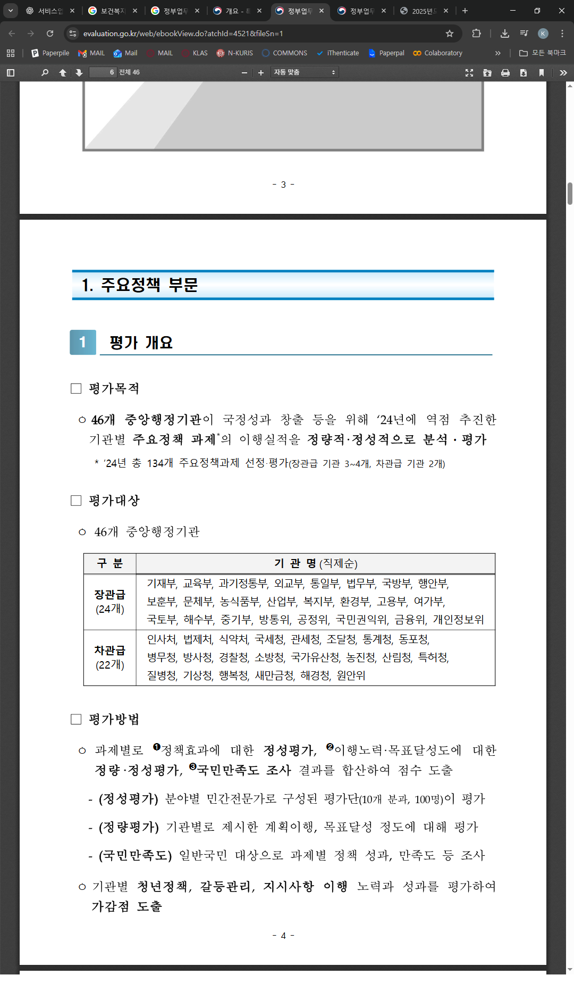 서비스업
보건복지
정부업무
개요 - 특
정부업무
정부업무
2025년도
evaluation.go.kr/web/ebookView.do?atchId=4521&fileSn=1
K
Paperpile MAIL Mail MAIL KLAS N-KURIS COMMONS iThenticate Paperpal Colaboratory » 모든 북마크
6 전체 46 자동 맞춤
- 3 -
1. 주요정책 부문
1 평가 개요
□ 평가목적
ㅇ 46개 중앙행정기관이 국정성과 창출 등을 위해 ‘24년에 역점 추진한
기관별 주요정책 과제*의 이행실적을 정량적·정성적으로 분석・평가
* ’24년 총 134개 주요정책과제 선정·평가(장관급 기관 3~4개, 차관급 기관 2개)
□ 평가대상
ㅇ 46개 중앙행정기관
구 분 기 관 명 (직제순)
장관급
(24개)
기재부, 교육부, 과기정통부, 외교부, 통일부, 법무부, 국방부, 행안부,
보훈부, 문체부, 농식품부, 산업부, 복지부, 환경부, 고용부, 여가부,
국토부, 해수부, 중기부, 방통위, 공정위, 국민권익위, 금융위, 개인정보위
차관급
(22개)
인사처, 법제처, 식약처, 국세청, 관세청, 조달청, 통계청, 동포청,
병무청, 방사청, 경찰청, 소방청, 국가유산청, 농진청, 산림청, 특허청,
질병청, 기상청, 행복청, 새만금청, 해경청, 원안위
□ 평가방법
ㅇ 과제별로 ❶정책효과에 대한 정성평가, ❷이행노력·목표달성도에 대한
정량·정성평가, ❸국민만족도 조사 결과를 합산하여 점수 도출
- (정성평가) 분야별 민간전문가로 구성된 평가단(10개 분과, 100명)이 평가
- (정량평가) 기관별로 제시한 계획이행, 목표달성 정도에 대해 평가
- (국민만족도) 일반국민 대상으로 과제별 정책 성과, 만족도 등 조사
ㅇ 기관별 청년정책, 갈등관리, 지시사항 이행 노력과 성과를 평가하여
가감점 도출
- 4 -